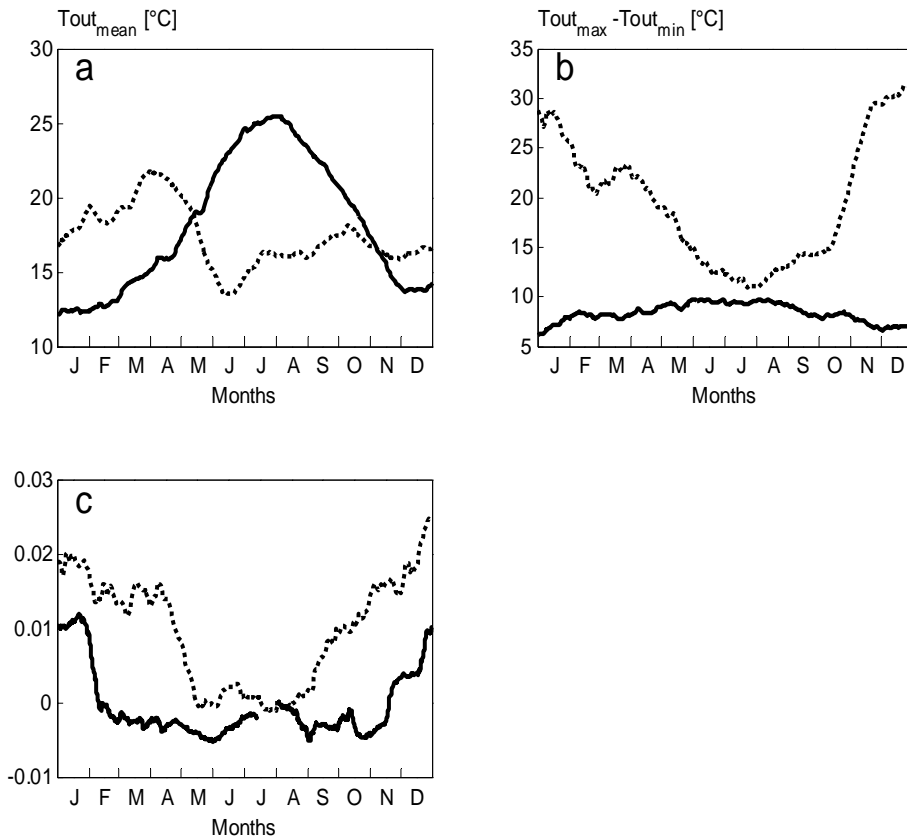 Tout_mean [°C]
30
25
20
15
10
a
J F M A M J J A S O N D
Months
Tout_max -Tout_min [°C]
35
30
25
20
15
10
5
b
J F M A M J J A S O N D
Months
0.03
0.02
0.01
0
-0.01
c
J F M A M J J A S O N D
Months